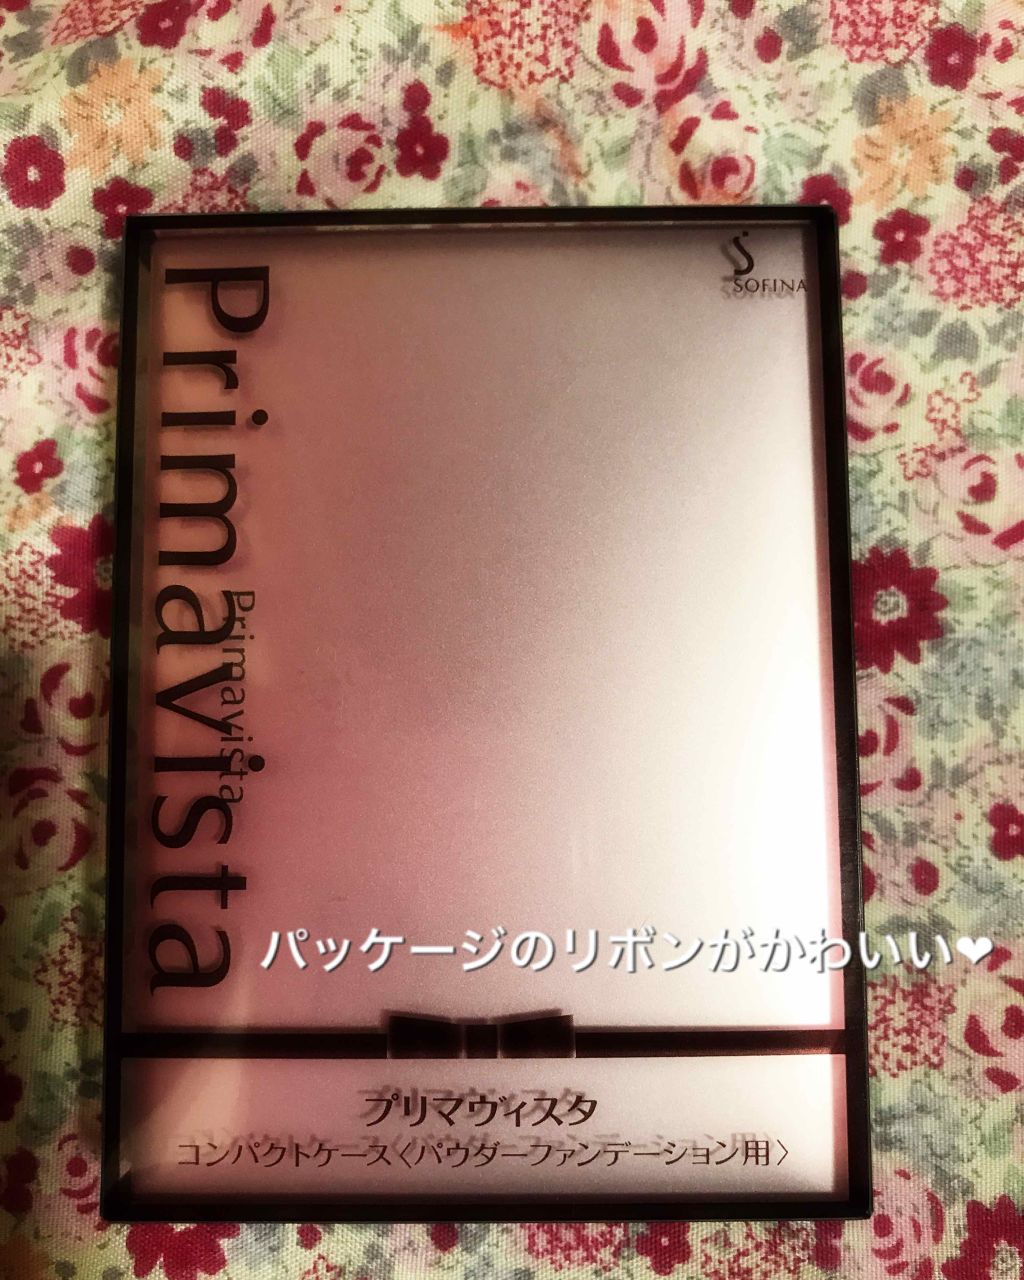 SOFINA
Primavista
Primavista
パッケージのリボンがかわいい❤
プリマヴィスタ
コンパクトケース〈パウダーファンデーション用〉